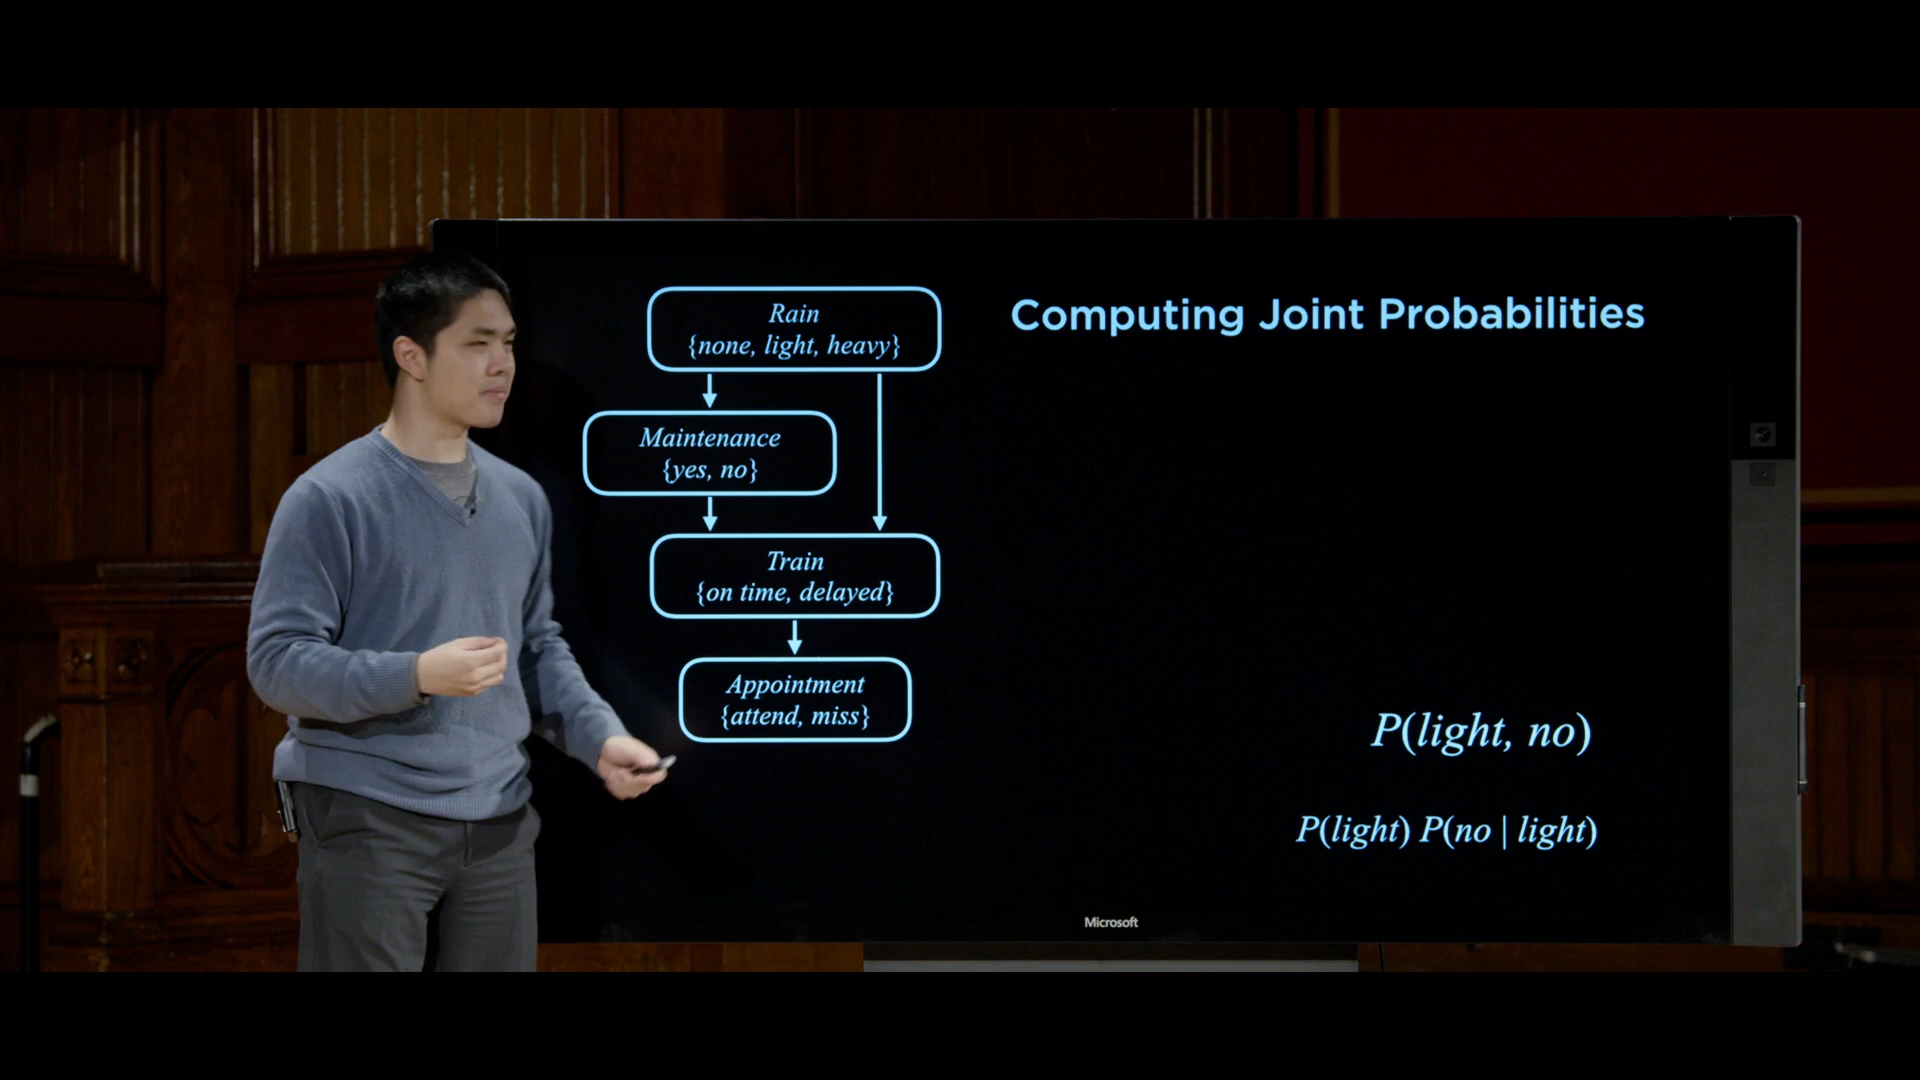 Computing Joint Probabilities
Rain
{none, light, heavy}
Maintenance
{yes, no}
Train
{on time, delayed}
Appointment
{attend, miss}
P(light, no)
P(light) P(no | light)
Microsoft